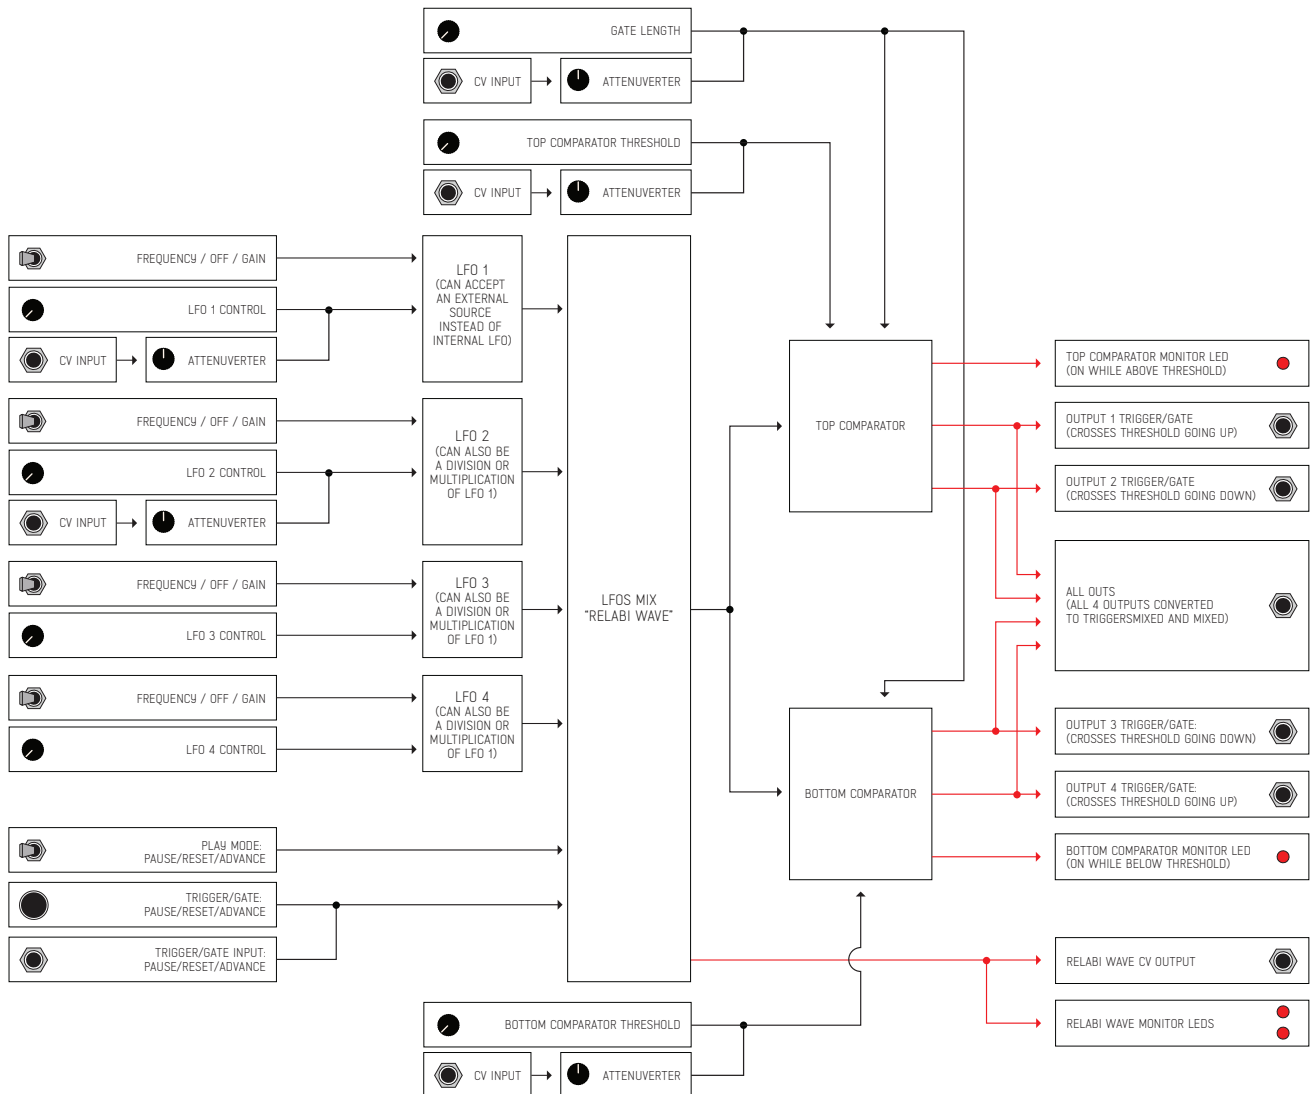 GATE LENGTH
CV INPUT
ATTENUVERTER
TOP COMPARATOR THRESHOLD
CV INPUT
ATTENUVERTER
FREQUENCY / OFF / GAIN
LFO 1 CONTROL
CV INPUT
ATTENUVERTER
LFO 1
(CAN ACCEPT
AN EXTERNAL
SOURCE
INSTEAD OF
INTERNAL LFO)
FREQUENCY / OFF / GAIN
LFO 2 CONTROL
CV INPUT
ATTENUVERTER
LFO 2
(CAN ALSO BE
A DIVISION OR
MULTIPLICATION
OF LFO 1)
FREQUENCY / OFF / GAIN
LFO 3 CONTROL
LFO 3
(CAN ALSO BE
A DIVISION OR
MULTIPLICATION
OF LFO 1)
FREQUENCY / OFF / GAIN
LFO 4 CONTROL
LFO 4
(CAN ALSO BE
A DIVISION OR
MULTIPLICATION
OF LFO 1)
PLAY MODE:
PAUSE/RESET/ADVANCE
TRIGGER/GATE:
PAUSE/RESET/ADVANCE
TRIGGER/GATE INPUT:
PAUSE/RESET/ADVANCE
LFOS MIX
"RELABI WAVE"
TOP COMPARATOR
BOTTOM COMPARATOR
TOP COMPARATOR MONITOR LED
(ON WHILE ABOVE THRESHOLD)
OUTPUT 1 TRIGGER/GATE
(CROSSES THRESHOLD GOING UP)
OUTPUT 2 TRIGGER/GATE
(CROSSES THRESHOLD GOING DOWN)
ALL OUTS
(ALL 4 OUTPUTS CONVERTED
TO TRIGGERSMIXED AND MIXED)
OUTPUT 3 TRIGGER/GATE:
(CROSSES THRESHOLD GOING DOWN)
OUTPUT 4 TRIGGER/GATE:
(CROSSES THRESHOLD GOING UP)
BOTTOM COMPARATOR MONITOR LED
(ON WHILE BELOW THRESHOLD)
RELABI WAVE CV OUTPUT
RELABI WAVE MONITOR LEDS
BOTTOM COMPARATOR THRESHOLD
CV INPUT
ATTENUVERTER